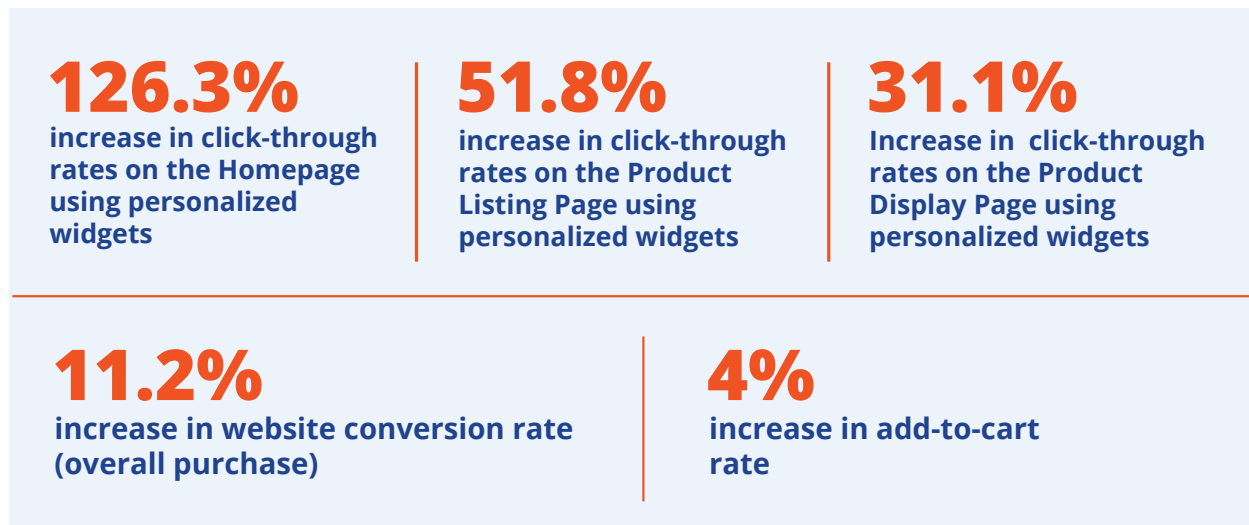 126.3%
increase in click-through
rates on the Homepage
using personalized
widgets
51.8%
increase in click-through
rates on the Product
Listing Page using
personalized widgets
31.1%
Increase in  click-through
rates on the Product
Display Page using
personalized widgets
11.2%
increase in website conversion rate
(overall purchase)
4%
increase in add-to-cart
rate